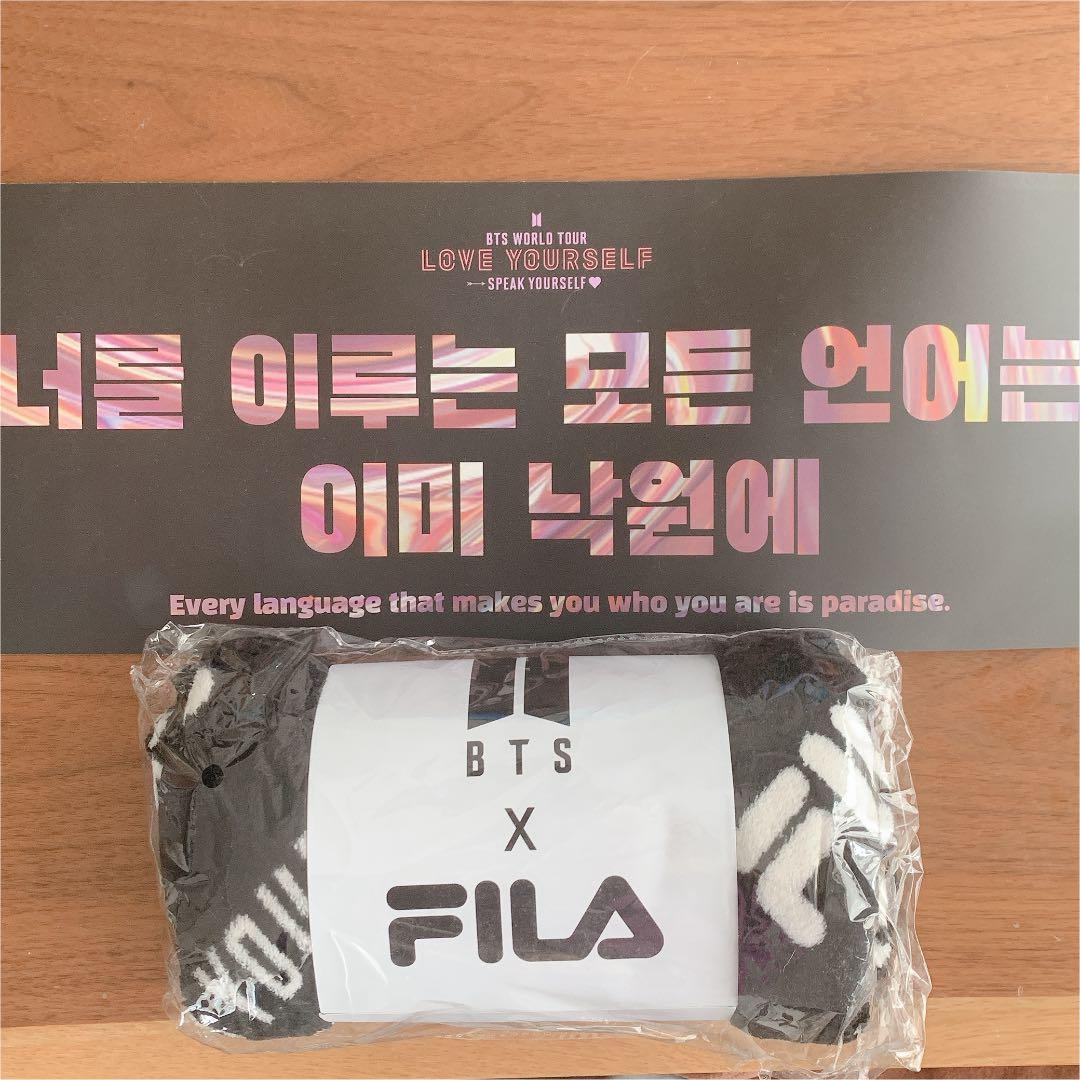 BTS WORLD TOUR
LOVE YOURSELF
SPEAK YOURSELF
너를 이루는 모든 언어는
이미 낙원에
Every language that makes you who you are is paradise.
BTS
X
FILA